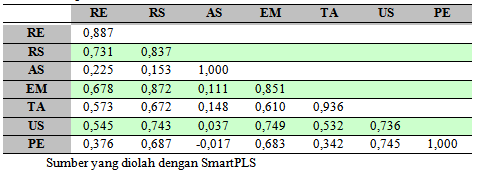 RE RS AS EM TA US PE
RE 0,887
RS 0,731 0,837
AS 0,225 0,153 1,000
EM 0,678 0,872 0,111 0,851
TA 0,573 0,672 0,148 0,610 0,936
US 0,545 0,743 0,037 0,749 0,532 0,736
PE 0,376 0,687 -0,017 0,683 0,342 0,745 1,000
Sumber yang diolah dengan SmartPLS